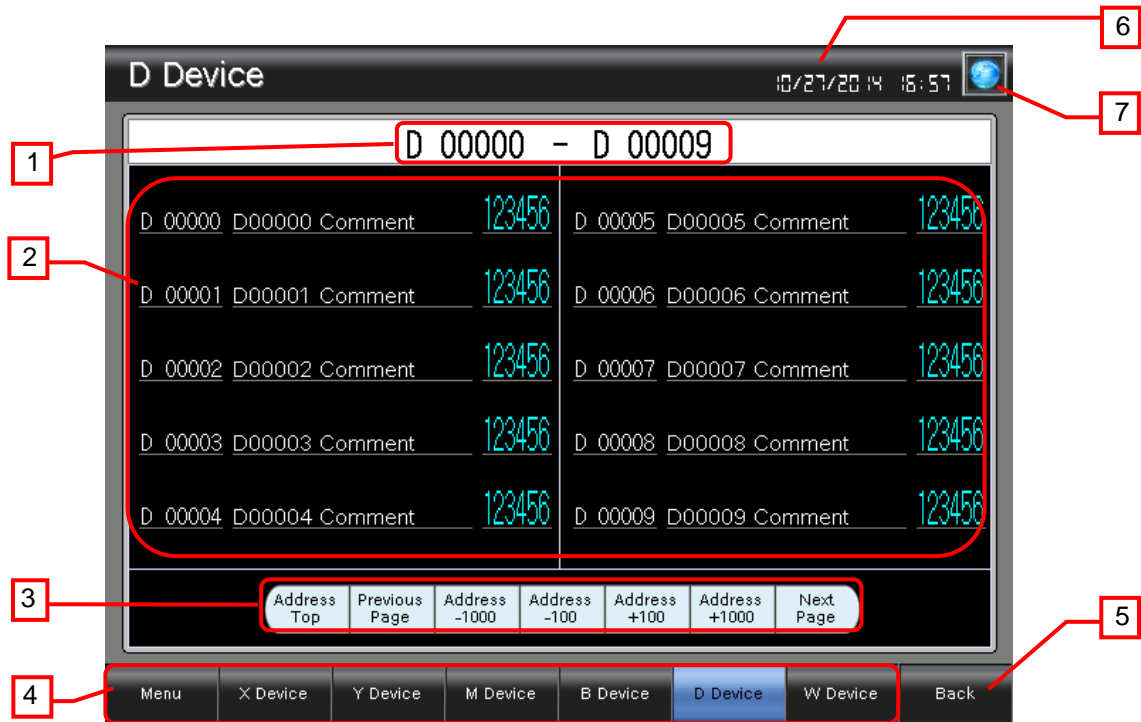 6
D Device
10/27/2014 16:57
7
1
D 00000 - D 00009
2
D 00000 D00000 Comment 123456
D 00005 D00005 Comment 123456
D 00001 D00001 Comment 123456
D 00006 D00006 Comment 123456
D 00002 D00002 Comment 123456
D 00007 D00007 Comment 123456
D 00003 D00003 Comment 123456
D 00008 D00008 Comment 123456
D 00004 D00004 Comment 123456
D 00009 D00009 Comment 123456
3
Address Top
Previous Page
Address -1000
Address -100
Address +100
Address +1000
Next Page
5
4
Menu
X Device
Y Device
M Device
B Device
D Device
W Device
Back